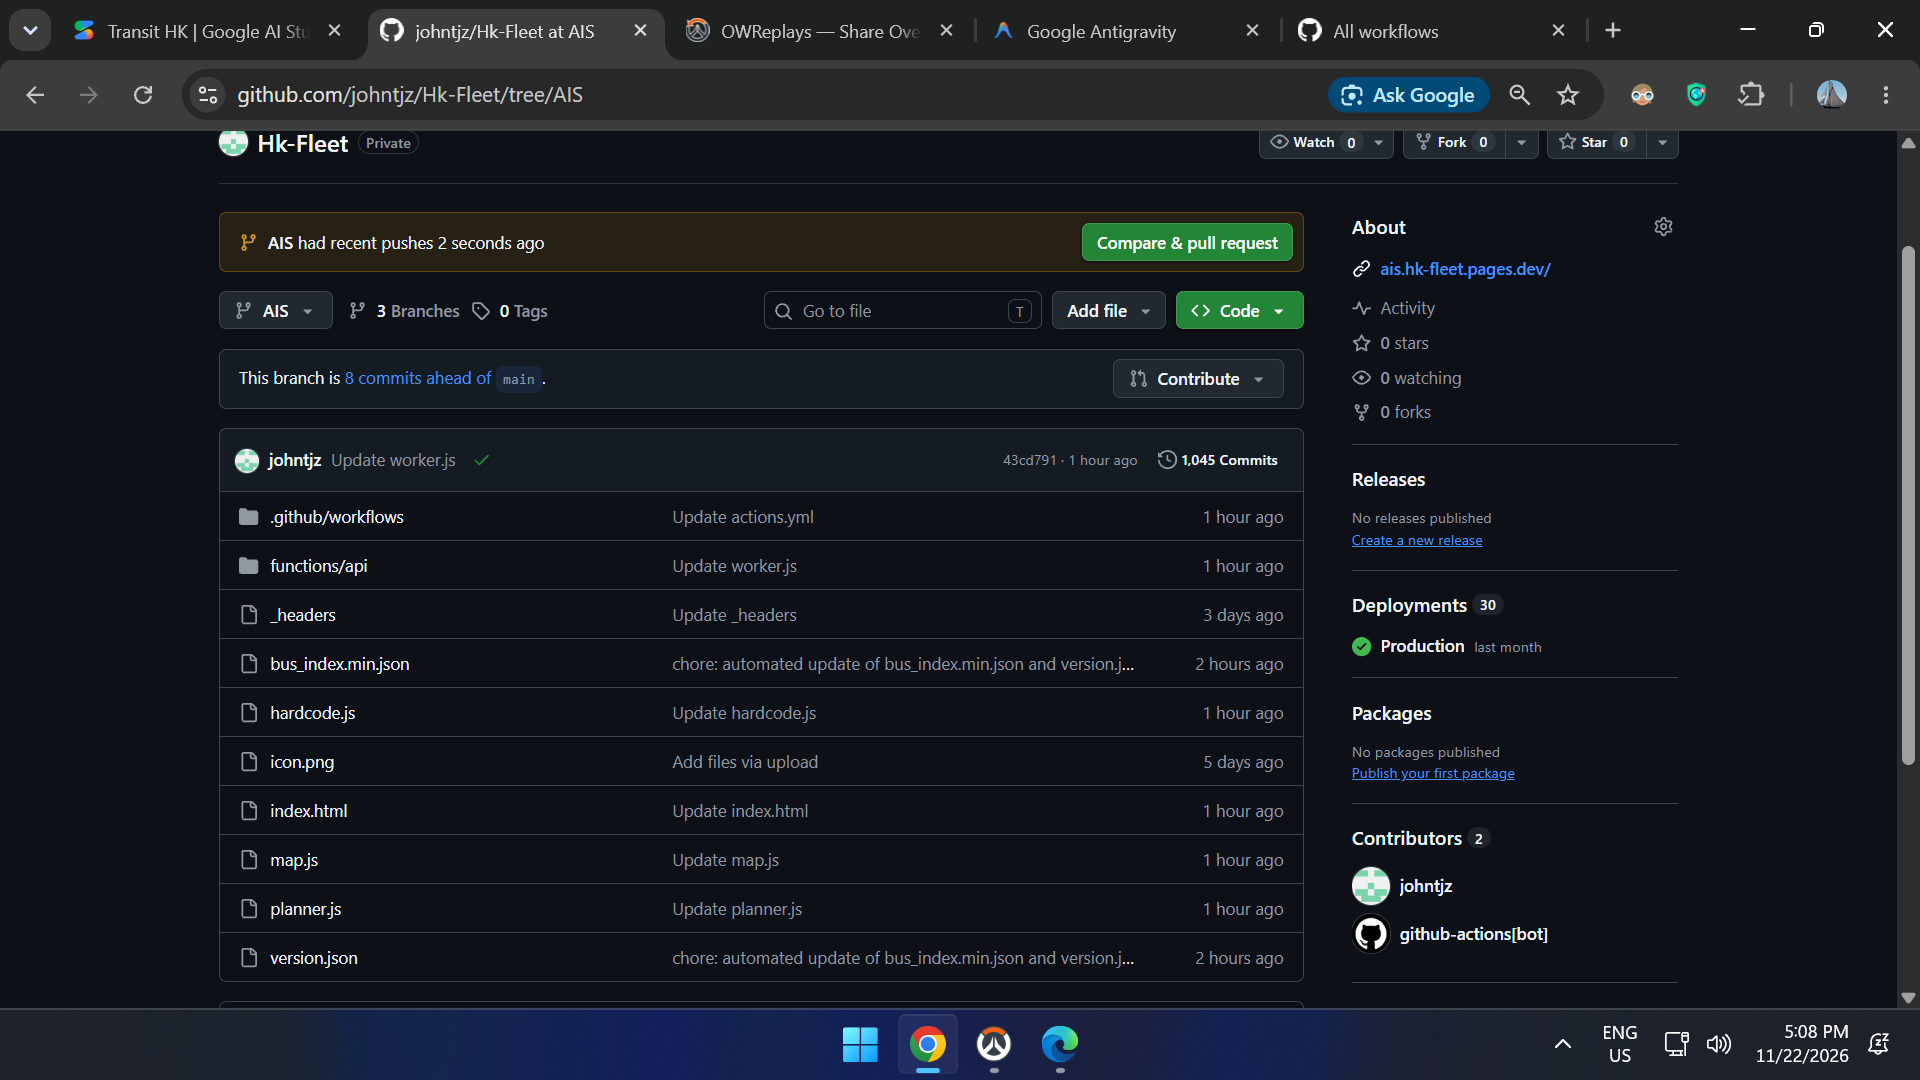 Transit HK | Google AI Stu
johntjz/Hk-Fleet at AIS
OWReplays — Share Ove
Google Antigravity
All workflows
github.com/johntjz/Hk-Fleet/tree/AIS
Ask Google
Hk-Fleet Private
Watch 0
Fork 0
Star 0
AIS had recent pushes 2 seconds ago
Compare & pull request
AIS
3 Branches
0 Tags
Go to file T
Add file
Code
This branch is 8 commits ahead of main .
Contribute
johntjz Update worker.js
43cd791 · 1 hour ago
1,045 Commits
.github/workflows Update actions.yml 1 hour ago
functions/api Update worker.js 1 hour ago
_headers Update _headers 3 days ago
bus_index.min.json chore: automated update of bus_index.min.json and version.j... 2 hours ago
hardcode.js Update hardcode.js 1 hour ago
icon.png Add files via upload 5 days ago
index.html Update index.html 1 hour ago
map.js Update map.js 1 hour ago
planner.js Update planner.js 1 hour ago
version.json chore: automated update of bus_index.min.json and version.j... 2 hours ago
About
ais.hk-fleet.pages.dev/
Activity
0 stars
0 watching
0 forks
Releases
No releases published
Create a new release
Deployments 30
Production last month
Packages
No packages published
Publish your first package
Contributors 2
johntjz
github-actions[bot]
ENG
US
5:08 PM
11/22/2026